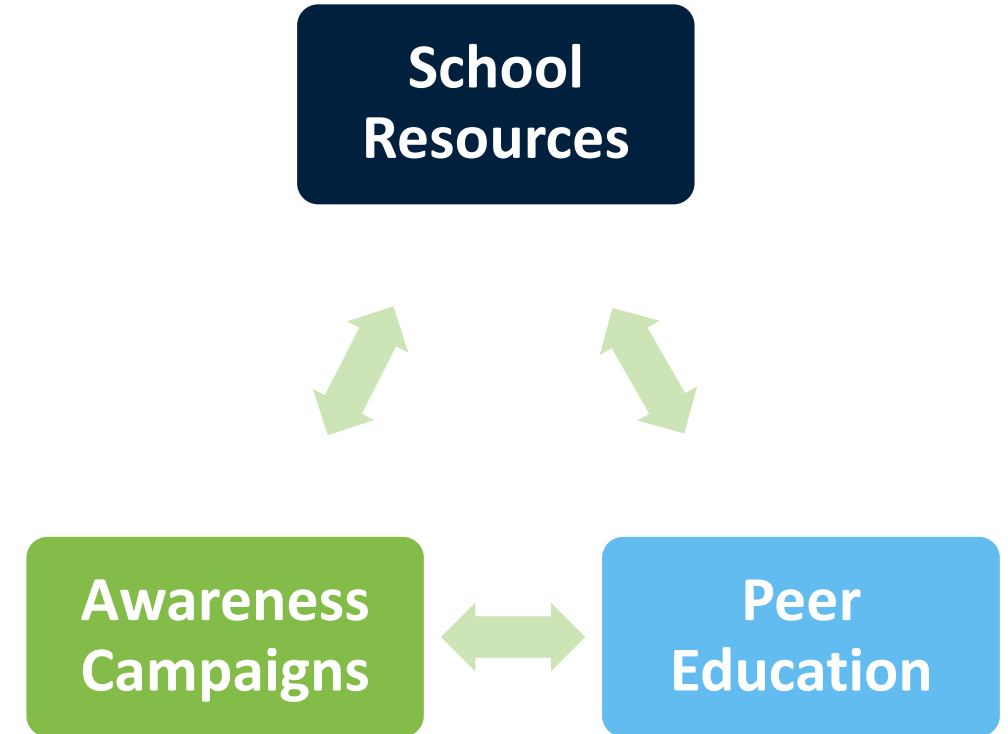 School
Resources
Awareness
Campaigns
Peer
Education